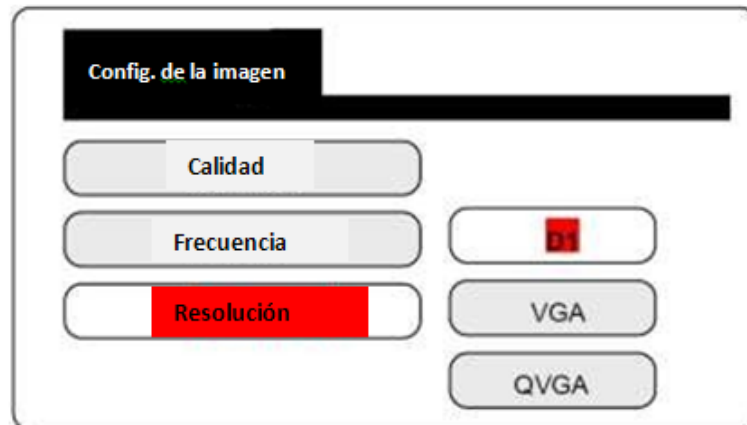 Config. de la imagen
Calidad
Frecuencia
Resolución
D1
VGA
QVGA